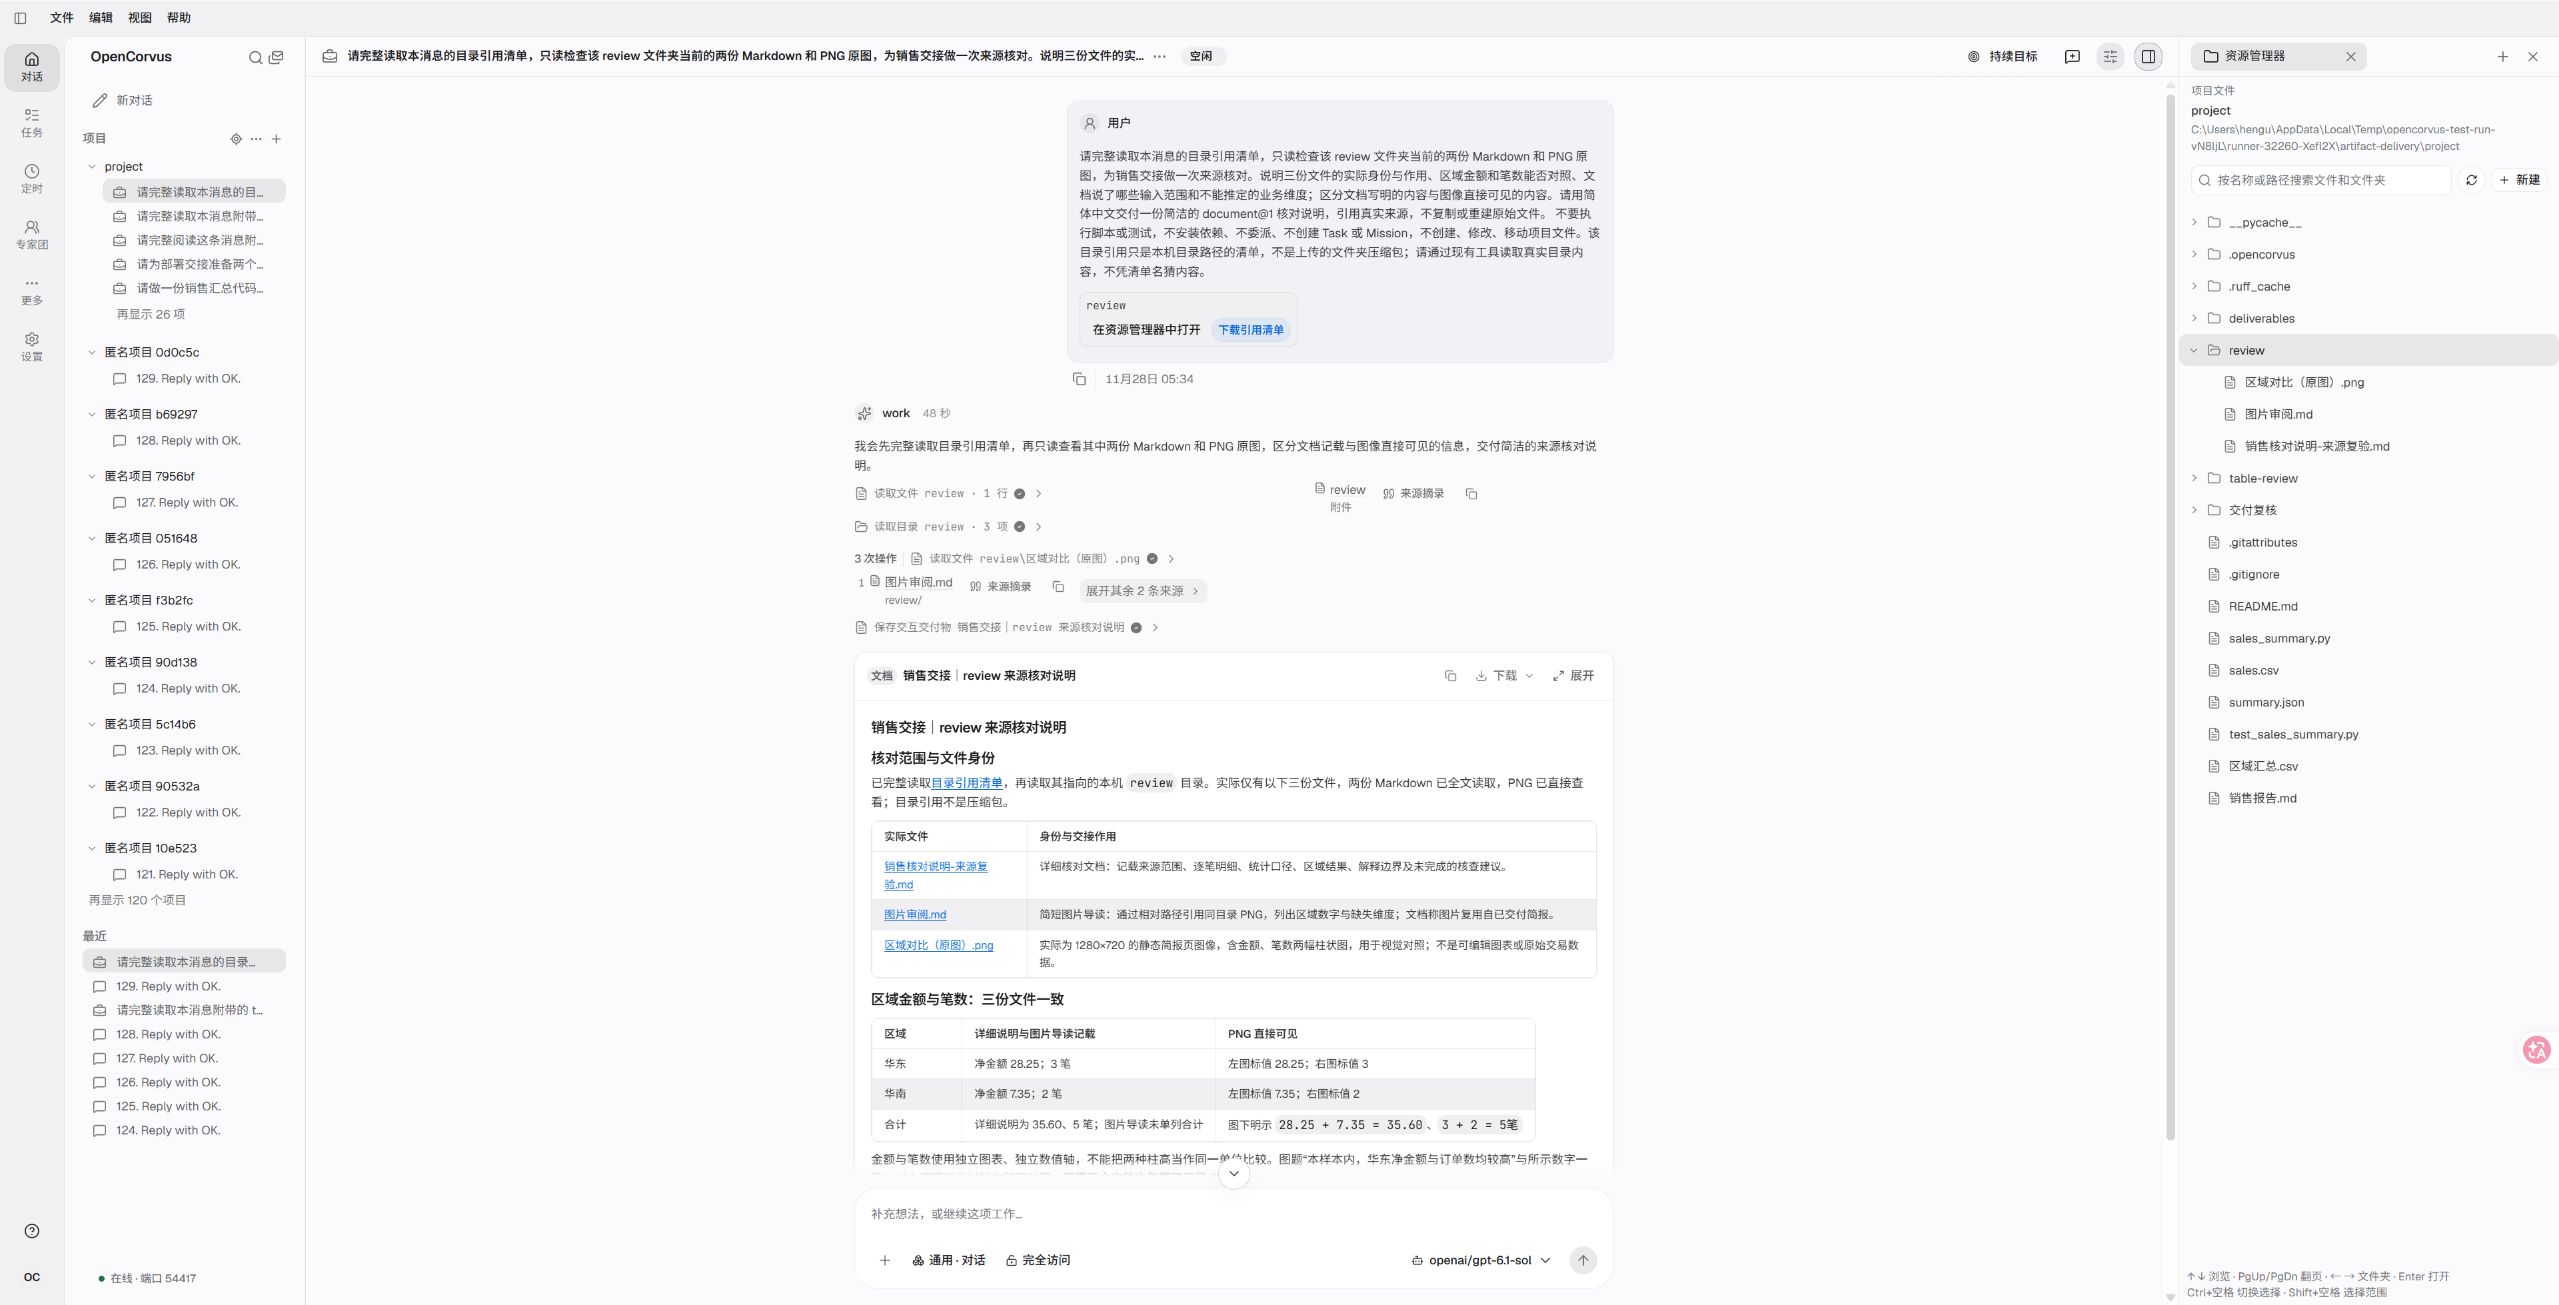 文件 编辑 视图 帮助
对话
任务
定时
专家团
更多
设置
OC
OpenCorvus
新对话
项目
project
请完整读取本消息的目...
请完整读取本消息附带...
请完整阅读这条消息附...
请为部署交接准备两个...
请做一份销售汇总代码...
再显示 26 项
匿名项目 0d0c5c
129. Reply with OK.
匿名项目 b69297
128. Reply with OK.
匿名项目 7956bf
127. Reply with OK.
匿名项目 051648
126. Reply with OK.
匿名项目 f3b2fc
125. Reply with OK.
匿名项目 90d138
124. Reply with OK.
匿名项目 5c14b6
123. Reply with OK.
匿名项目 90532a
122. Reply with OK.
匿名项目 10e523
121. Reply with OK.
再显示 120 个项目
最近
请完整读取本消息的目录...
129. Reply with OK.
请完整读取本消息附带的 t...
128. Reply with OK.
127. Reply with OK.
126. Reply with OK.
125. Reply with OK.
124. Reply with OK.
在线 · 端口 54417
请完整读取本消息的目录引用清单，只读检查该 review 文件夹当前的两份 Markdown 和 PNG 原图，为销售交接做一次来源核对。说明三份文件的实... ··· 空闲
持续目标
用户
请完整读取本消息的目录引用清单，只读检查该 review 文件夹当前的两份 Markdown 和 PNG 原
图，为销售交接做一次来源核对。说明三份文件的实际身份与作用、区域金额和笔数能否对照、文
档说了哪些输入范围和不能推定的业务维度；区分文档写明的内容与图像直接可见的内容。请用简
体中文交付一份简洁的 document@1 核对说明，引用真实来源，不复制或重建原始文件。 不要执
行脚本或测试，不安装依赖、不委派、不创建 Task 或 Mission，不创建、修改、移动项目文件。该
目录引用只是本机目录路径的清单，不是上传的文件夹压缩包；请通过现有工具读取真实目录内
容，不凭清单名猜内容。
review
在资源管理器中打开 下载引用清单
11月28日 05:34
work 48 秒
我会先完整读取目录引用清单，再只读查看其中两份 Markdown 和 PNG 原图，区分文档记载与图像直接可见的信息，交付简洁的来源核对说
明。
读取文件 review · 1 行
review 来源摘录
附件
读取目录 review · 3 项
3 次操作 读取文件 review\区域对比（原图）.png
1 图片审阅.md 来源摘录 展开其余 2 条来源
review/
保存交互交付物 销售交接｜review 来源核对说明
文档 销售交接｜review 来源核对说明 下载 展开
销售交接｜review 来源核对说明
核对范围与文件身份
已完整读取目录引用清单，再读取其指向的本机 review 目录。实际仅有以下三份文件，两份 Markdown 已全文读取，PNG 已直接查
看；目录引用不是压缩包。
实际文件 身份与交接作用
销售核对说明-来源复 详细核对文档：记载来源范围、逐笔明细、统计口径、区域结果、解释边界及未完成的核查建议。
验.md
图片审阅.md 简短图片导读：通过相对路径引用同目录 PNG，列出区域数字与缺失维度；文档称图片复用自已交付简报。
区域对比（原图）.png 实际为 1280×720 的静态简报页图像，含金额、笔数两幅柱状图，用于视觉对照；不是可编辑图表或原始交易数
据。
区域金额与笔数：三份文件一致
区域 详细说明与图片导读记载 PNG 直接可见
华东 净金额 28.25；3 笔 左图标值 28.25；右图标值 3
华南 净金额 7.35；2 笔 左图标值 7.35；右图标值 2
合计 详细说明为 35.60、5 笔；图片导读未单列合计 图下明示 28.25 + 7.35 = 35.60、3 + 2 = 5笔
金额与笔数使用独立图表、独立数值轴，不能把两种柱高当作同一单位比较。图题“本样本内，华东净金额与订单数均较高”与所示数字一
补充想法，或继续这项工作...
通用 · 对话 完全访问 openai/gpt-6.1-sol
资源管理器
项目文件
project
C:\Users\hengu\AppData\Local\Temp\opencorvus-test-run-
vN8IjL\runner-32260-XefI2X\artifact-delivery\project
按名称或路径搜索文件和文件夹 新建
__pycache__
.opencorvus
.ruff_cache
deliverables
review
区域对比（原图）.png
图片审阅.md
销售核对说明-来源复验.md
table-review
交付复核
.gitattributes
.gitignore
README.md
sales_summary.py
sales.csv
summary.json
test_sales_summary.py
区域汇总.csv
销售报告.md
↑↓ 浏览 · PgUp/PgDn 翻页 · ←→ 文件夹 · Enter 打开
Ctrl+空格 切换选择 · Shift+空格 选择范围